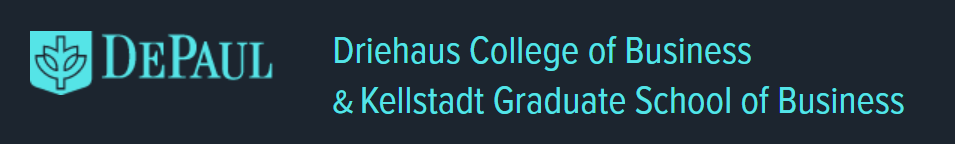 DEPAUL
Driehaus College of Business
& Kellstadt Graduate School of Business